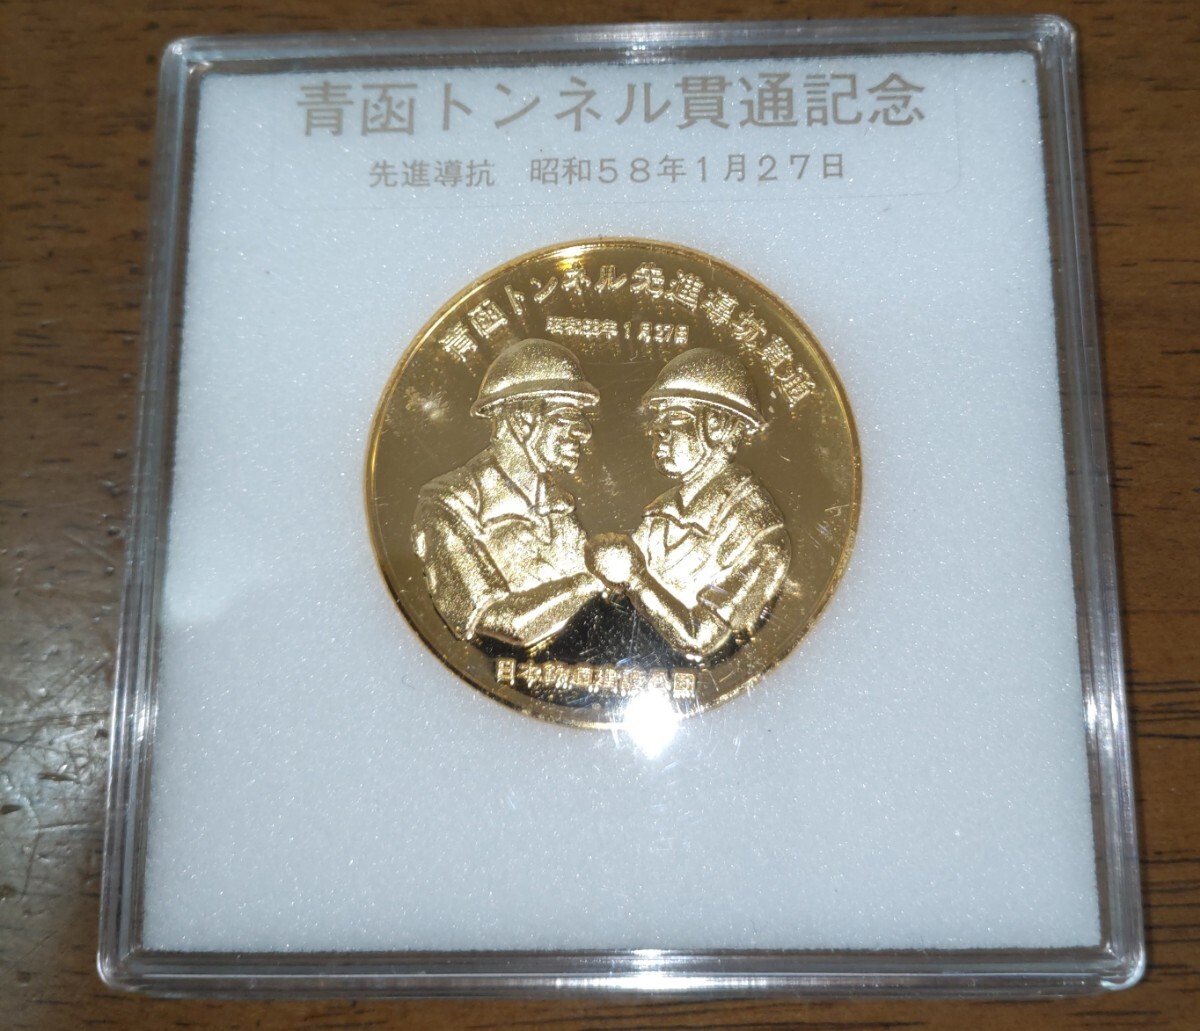 青函トンネル貫通記念
先進導抗　昭和58年1月27日
青函トンネル先進導坑貫通
昭和58年1月27日
日本鉄道建設公団